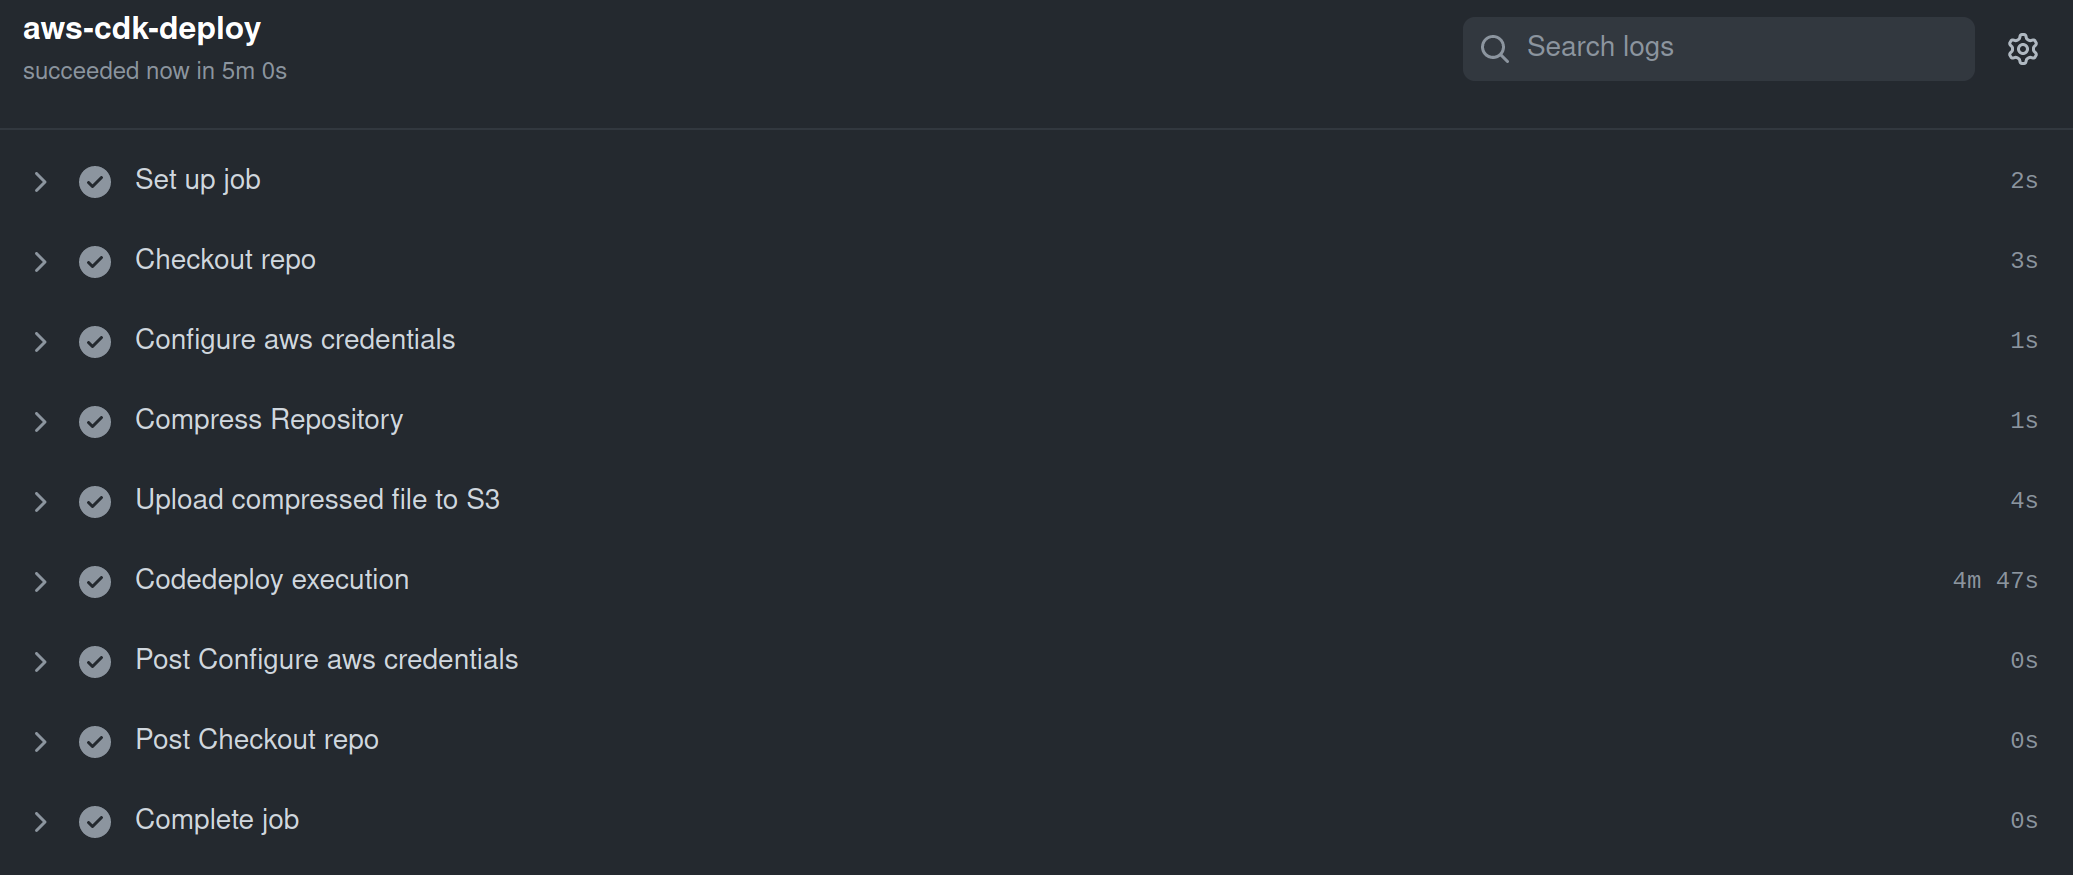 aws-cdk-deploy
succeeded now in 5m 0s
Search logs
Set up job 2s
Checkout repo 3s
Configure aws credentials 1s
Compress Repository 1s
Upload compressed file to S3 4s
Codedeploy execution 4m 47s
Post Configure aws credentials 0s
Post Checkout repo 0s
Complete job 0s